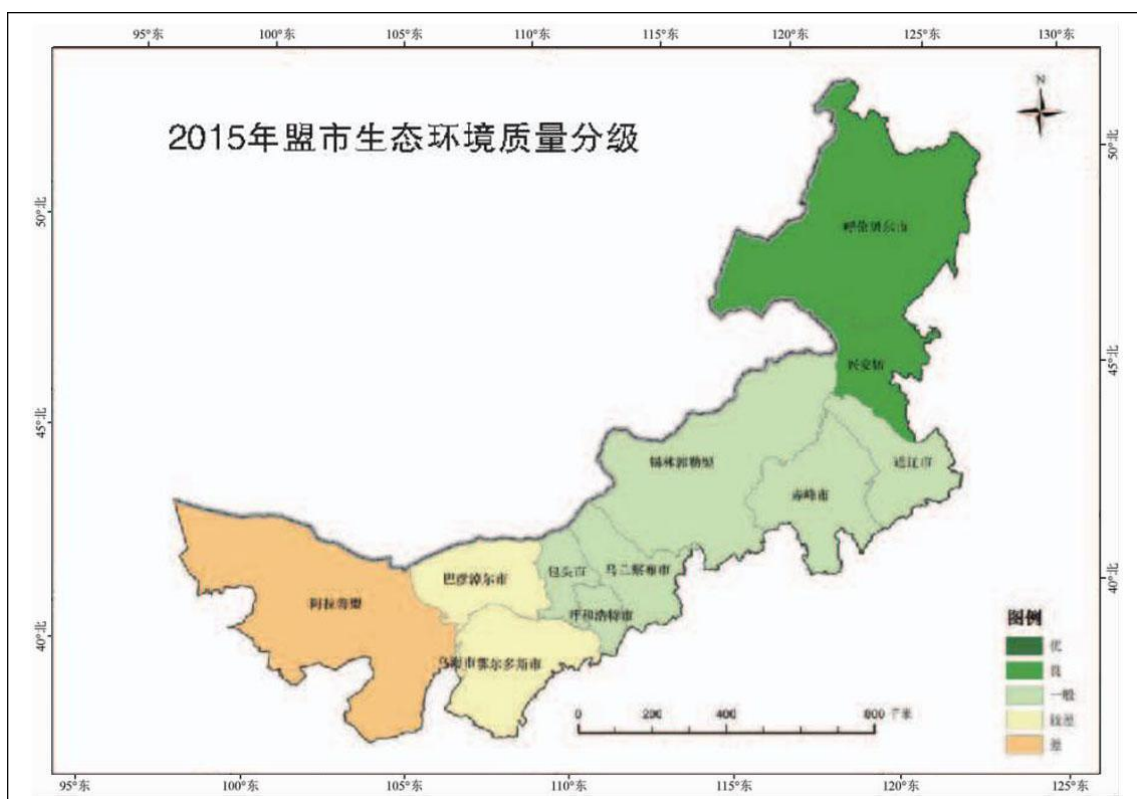 95°东 100°东 105°东 110°东 115°东 120°东 125°东 130°东
N
2015年盟市生态环境质量分级
50°北
50°北
呼伦贝尔市
45°北
兴安盟
45°北
锡林郭勒盟
通辽市
赤峰市
40°北
巴彦淖尔市
包头市
乌兰察布市
阿拉善盟
呼和浩特市
40°北
乌海市
鄂尔多斯市
图例
优
良
一般
较差
差
0 200 400 800 千米
95°东 100°东 105°东 110°东 115°东 120°东 125°东